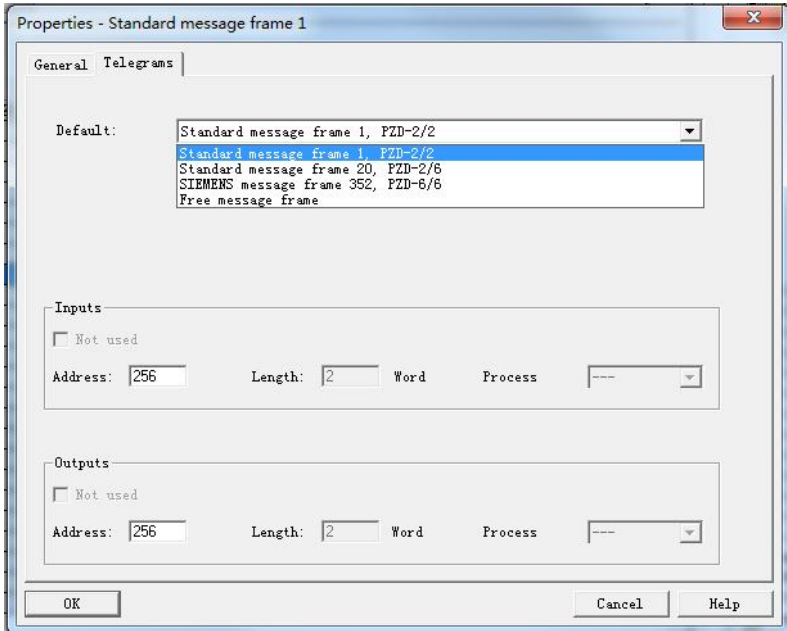 Properties - Standard message frame 1
General Telegrams
Default: Standard message frame 1, PZD-2/2
Standard message frame 1, PZD-2/2
Standard message frame 20, PZD-2/6
SIEMENS message frame 352, PZD-6/6
Free message frame
Inputs
Not used
Address: 256 Length: 2 Word Process ---
Outputs
Not used
Address: 256 Length: 2 Word Process ---
OK Cancel Help